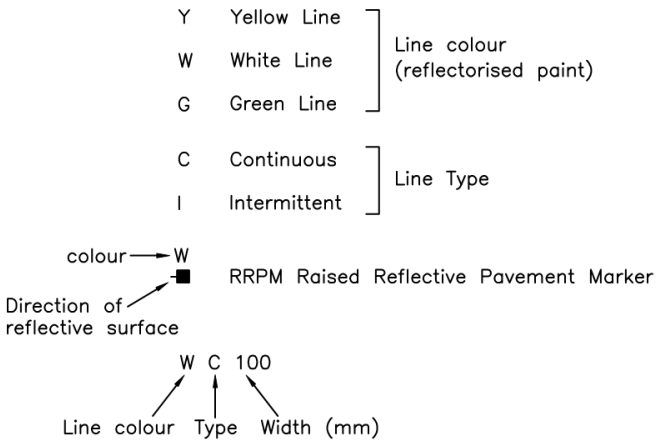 Y Yellow Line
W White Line
G Green Line
Line colour
(reflectorised paint)
C Continuous
I Intermittent
Line Type
colour W
RRPM Raised Reflective Pavement Marker
Direction of
reflective surface
W C 100
Line colour Type Width (mm)